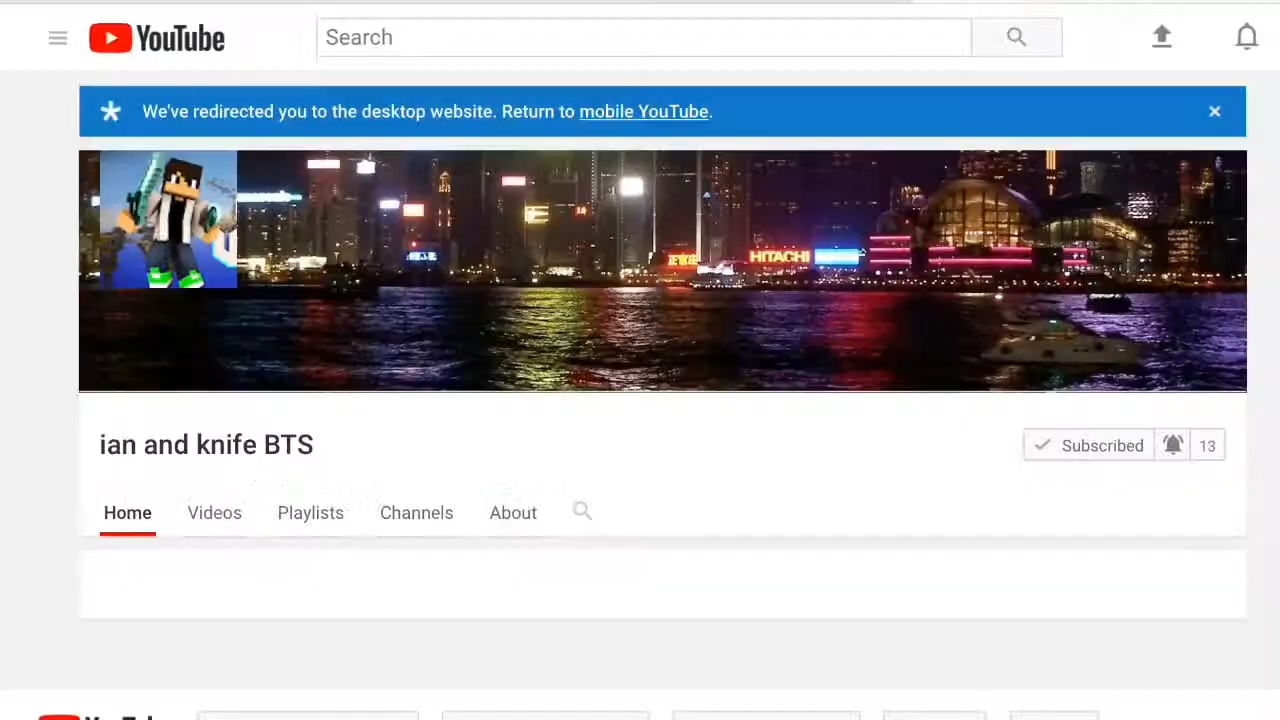 YouTube
Search
We've redirected you to the desktop website. Return to mobile YouTube.
HITACHI
ian and knife BTS
Subscribed 13
Home Videos Playlists Channels About